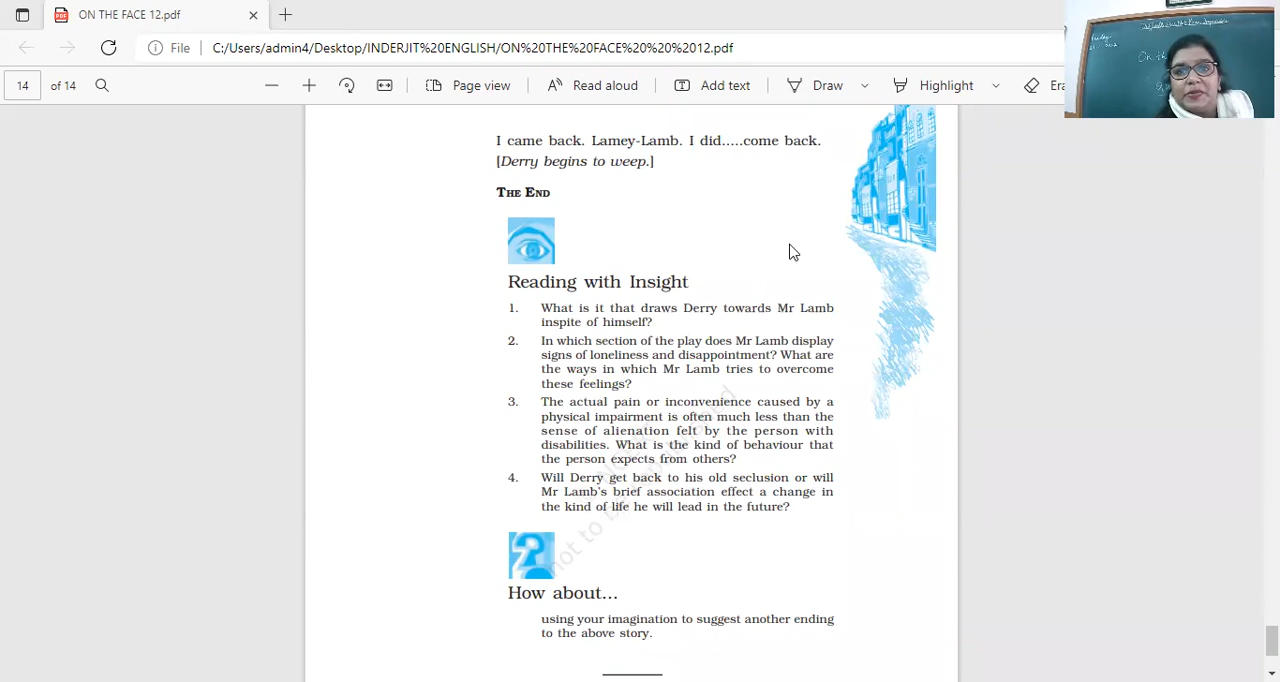 ON THE FACE 12.pdf
File
C:/Users/admin4/Desktop/INDERJIT%20ENGLISH/ON%20THE%20FACE%20%20%2012.pdf
14 of 14
Page view
Read aloud
Add text
Draw
Highlight
Era
I came back. Lamey-Lamb. I did.....come back.
[Derry begins to weep.]
THE END
Reading with Insight
1. What is it that draws Derry towards Mr Lamb
inspite of himself?
2. In which section of the play does Mr Lamb display
signs of loneliness and disappointment? What are
the ways in which Mr Lamb tries to overcome
these feelings?
3. The actual pain or inconvenience caused by a
physical impairment is often much less than the
sense of alienation felt by the person with
disabilities. What is the kind of behaviour that
the person expects from others?
4. Will Derry get back to his old seclusion or will
Mr Lamb's brief association effect a change in
the kind of life he will lead in the future?
not to be
How about...
using your imagination to suggest another ending
to the above story.